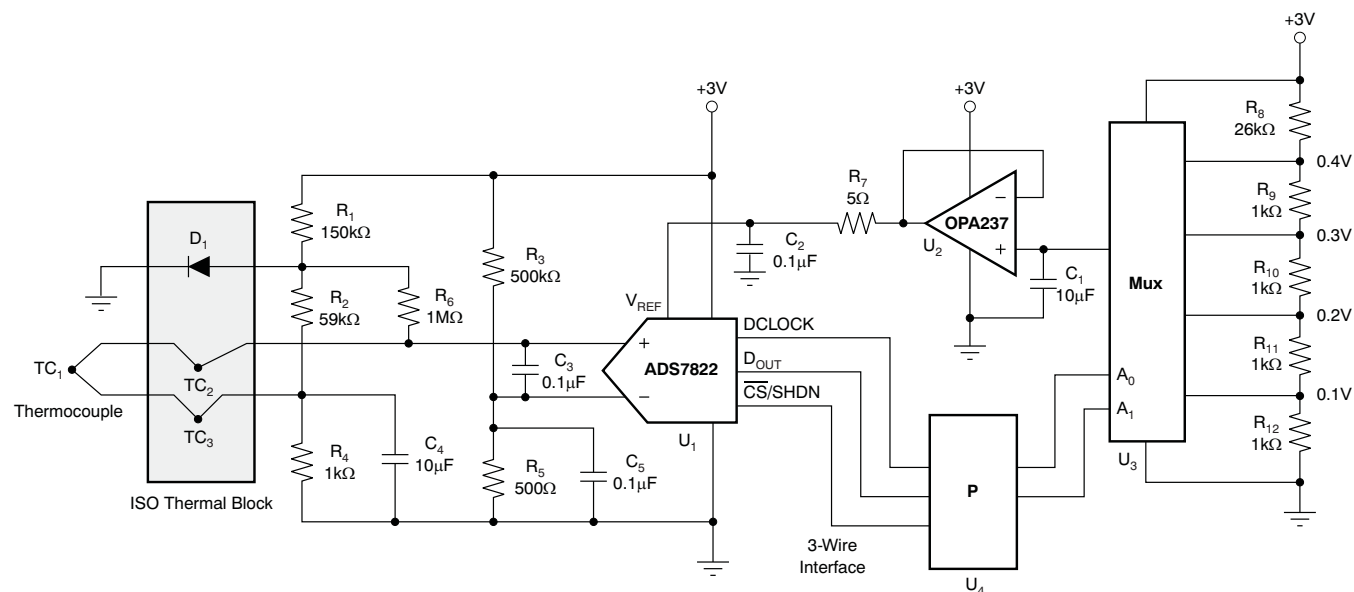 +3V
+3V
+3V
R8
26kΩ
0.4V
R9
1kΩ
0.3V
R10
1kΩ
0.2V
R11
1kΩ
0.1V
R12
1kΩ
Mux
A0
A1
U3
R7
5Ω
OPA237
U2
C1
10μF
C2
0.1μF
VREF
D1
R1
150kΩ
R2
59kΩ
R6
1MΩ
R3
500kΩ
TC1
Thermocouple
TC2
TC3
ISO Thermal Block
R4
1kΩ
C4
10μF
C3
0.1μF
R5
500Ω
C5
0.1μF
+
ADS7822
−
U1
DCLOCK
DOUT
CS/SHDN
3-Wire
Interface
P
U4
−
+